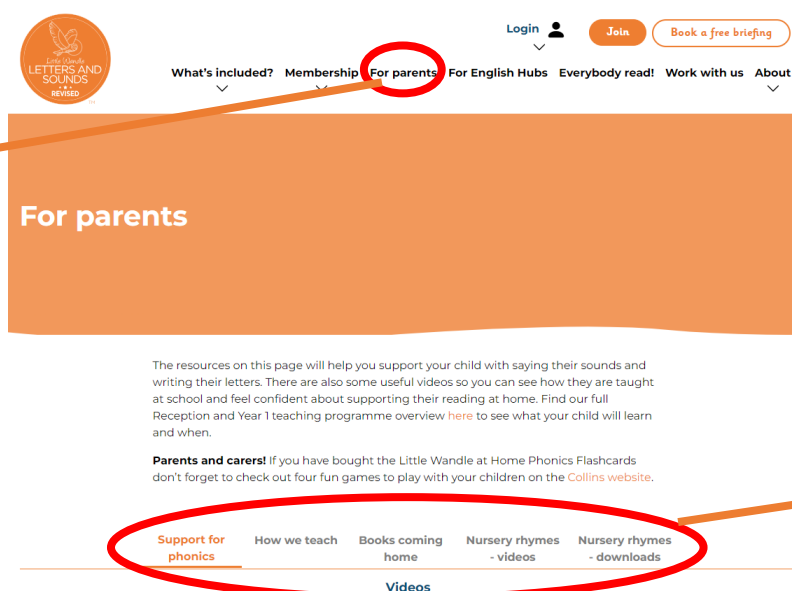 Login
Join
Book a free briefing
Little Wandle
LETTERS AND
SOUNDS
REVISED
TM
What's included? Membership For parents For English Hubs Everybody read! Work with us About
For parents
The resources on this page will help you support your child with saying their sounds and
writing their letters. There are also some useful videos so you can see how they are taught
at school and feel confident about supporting their reading at home. Find our full
Reception and Year 1 teaching programme overview here to see what your child will learn
and when.
Parents and carers! If you have bought the Little Wandle at Home Phonics Flashcards
don't forget to check out four fun games to play with your children on the Collins website.
Support for
phonics
How we teach
Books coming
home
Nursery rhymes
- videos
Nursery rhymes
- downloads
Videos